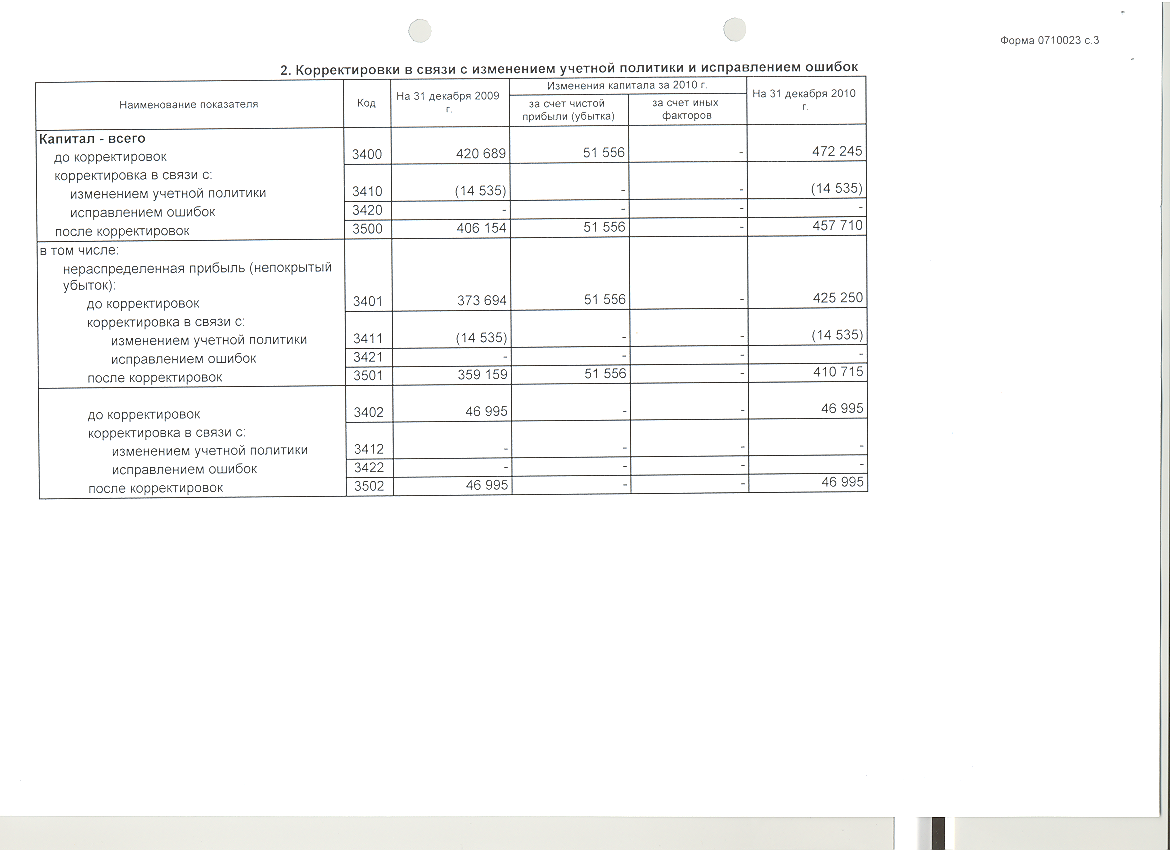 Форма 0710023 с.3
2. Корректировки в связи с изменением учетной политики и исправлением ошибок
Наименование показателя Код На 31 декабря 2009 г. Изменения капитала за 2010 г. На 31 декабря 2010 г.
за счет чистой прибыли (убытка) за счет иных факторов
Капитал - всего
до корректировок 3400 420 689 51 556 - 472 245
корректировка в связи с:
изменением учетной политики 3410 (14 535) - - (14 535)
исправлением ошибок 3420 - - - -
после корректировок 3500 406 154 51 556 - 457 710
в том числе:
нераспределенная прибыль (непокрытый
убыток):
до корректировок 3401 373 694 51 556 - 425 250
корректировка в связи с:
изменением учетной политики 3411 (14 535) - - (14 535)
исправлением ошибок 3421 - - - -
после корректировок 3501 359 159 51 556 - 410 715
до корректировок 3402 46 995 - - 46 995
корректировка в связи с:
изменением учетной политики 3412 - - - -
исправлением ошибок 3422 - - - -
после корректировок 3502 46 995 - - 46 995